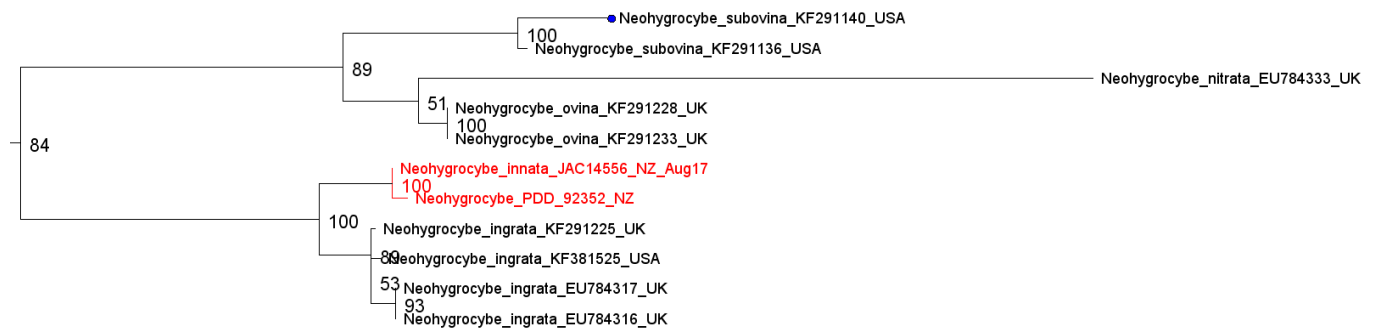 Neohygrocybe_subovina_KF291140_USA
100
Neohygrocybe_subovina_KF291136_USA
89
Neohygrocybe_nitrata_EU784333_UK
51
Neohygrocybe_ovina_KF291228_UK
100
Neohygrocybe_ovina_KF291233_UK
84
Neohygrocybe_innata_JAC14556_NZ_Aug17
100
Neohygrocybe_PDD_92352_NZ
100
Neohygrocybe_ingrata_KF291225_UK
89
Neohygrocybe_ingrata_KF381525_USA
53
Neohygrocybe_ingrata_EU784317_UK
93
Neohygrocybe_ingrata_EU784316_UK